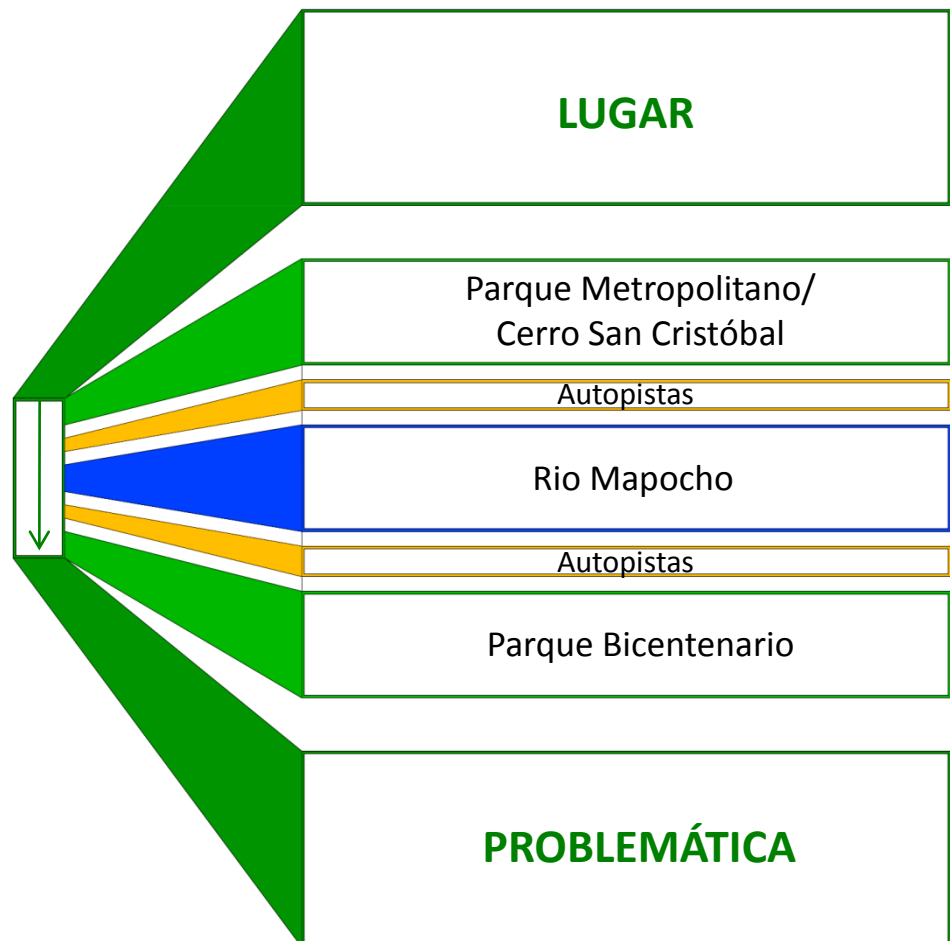 LUGAR
Parque Metropolitano/
Cerro San Cristóbal
Autopistas
Rio Mapocho
Autopistas
Parque Bicentenario
PROBLEMÁTICA